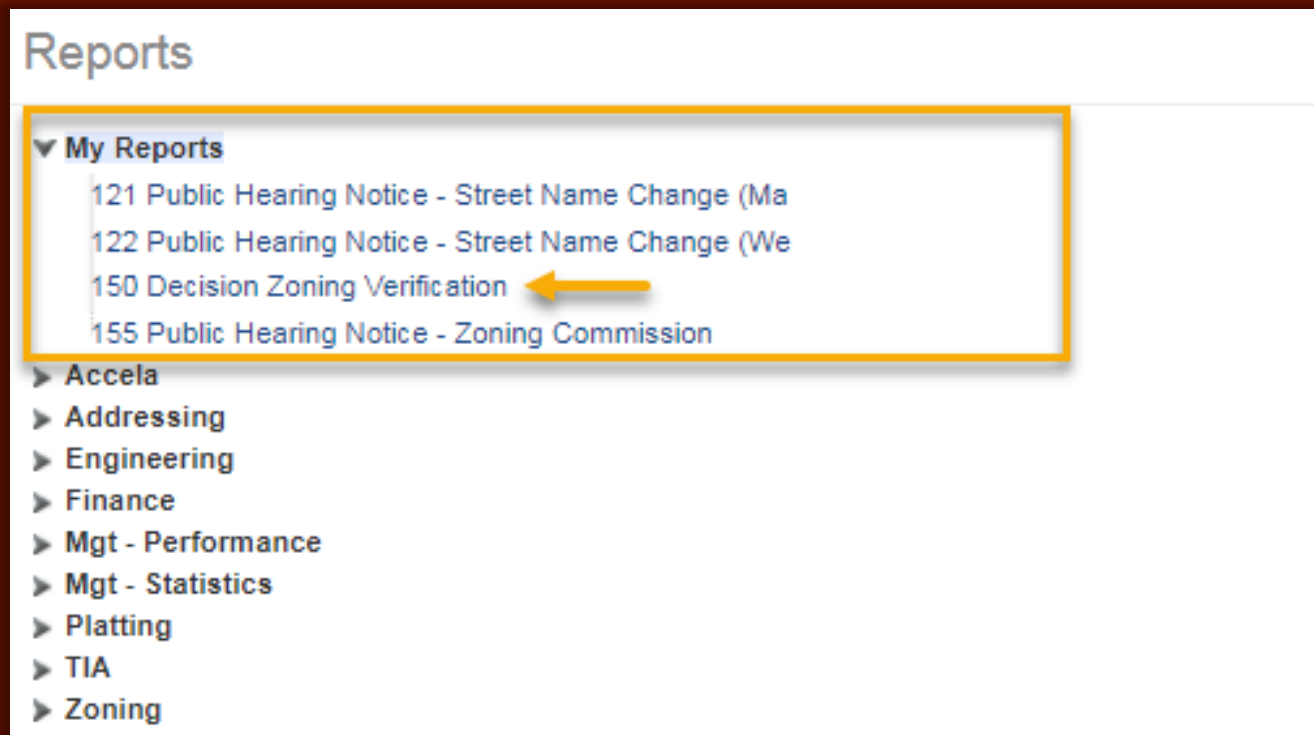 Reports
My Reports
121 Public Hearing Notice - Street Name Change (Ma
122 Public Hearing Notice - Street Name Change (We
150 Decision Zoning Verification
155 Public Hearing Notice - Zoning Commission
Accela
Addressing
Engineering
Finance
Mgt - Performance
Mgt - Statistics
Platting
TIA
Zoning